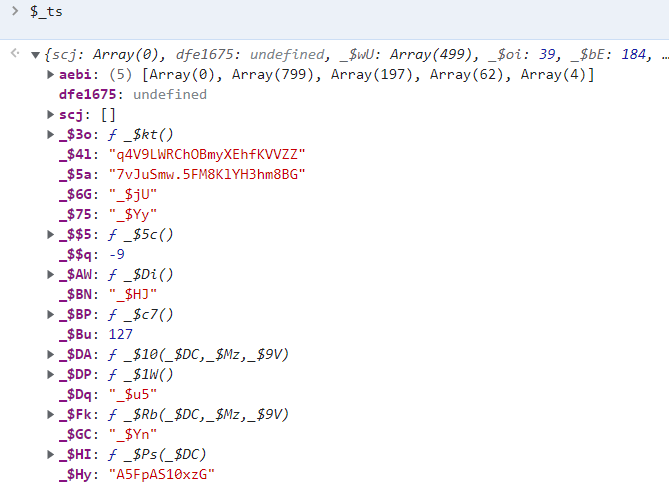 > $_ts
{scj: Array(0), dfe1675: undefined, _$wU: Array(499), _$oi: 39, _$bE: 184, …
aebi: (5) [Array(0), Array(799), Array(197), Array(62), Array(4)]
dfe1675: undefined
scj: []
_$3o: ƒ _$kt()
_$41: "q4V9LWRChOBmyXEhfKVVZZ"
_$5a: "7vJuSmw.5FM8KlYH3hm8BG"
_$6G: "_$jU"
_$75: "_$Yy"
_$$5: ƒ _$5c()
_$$q: -9
_$AW: ƒ _$Di()
_$BN: "_$HJ"
_$BP: ƒ _$c7()
_$Bu: 127
_$DA: ƒ _$10(_$DC,_$Mz,_$9V)
_$DP: ƒ _$1W()
_$Dq: "_$u5"
_$Fk: ƒ _$Rb(_$DC,_$Mz,_$9V)
_$GC: "_$Yn"
_$HI: ƒ _$Ps(_$DC)
_$Hy: "A5FpAS10xzG"